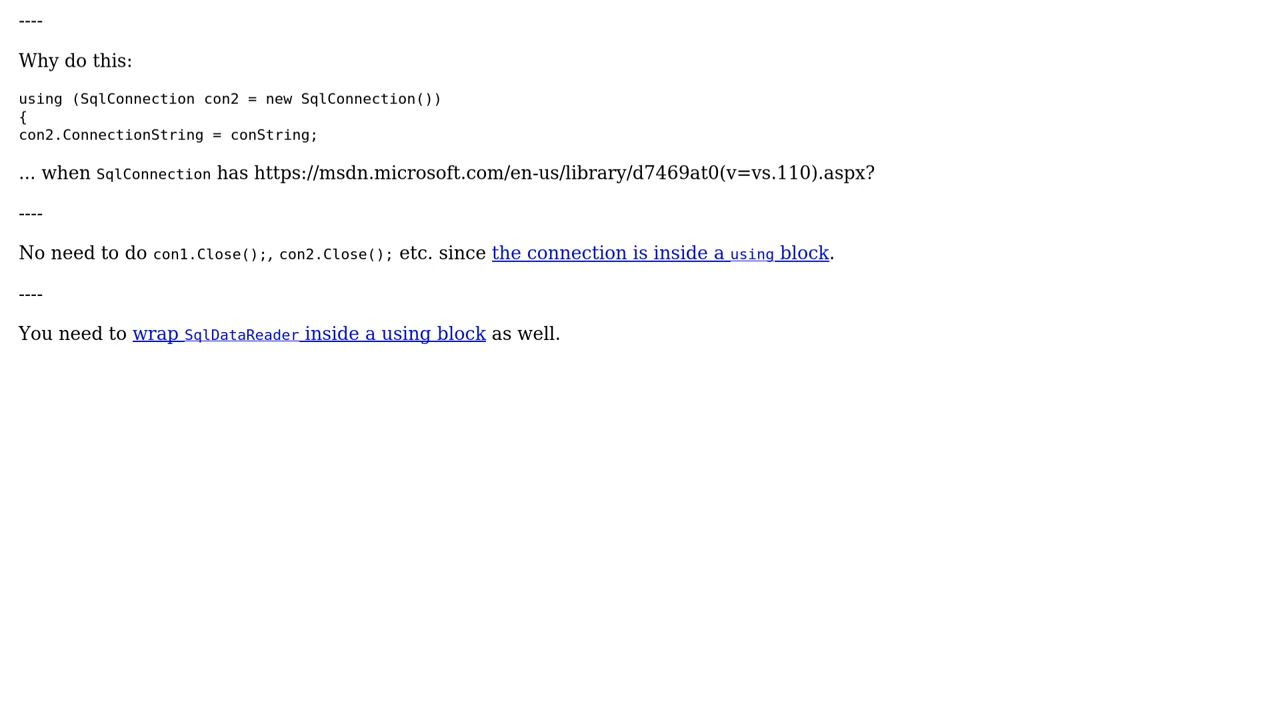 ----
Why do this:
using (SqlConnection con2 = new SqlConnection())
{
con2.ConnectionString = conString;
... when SqlConnection has https://msdn.microsoft.com/en-us/library/d7469at0(v=vs.110).aspx?
----
No need to do con1.Close();, con2.Close(); etc. since the connection is inside a using block.
----
You need to wrap SqlDataReader inside a using block as well.